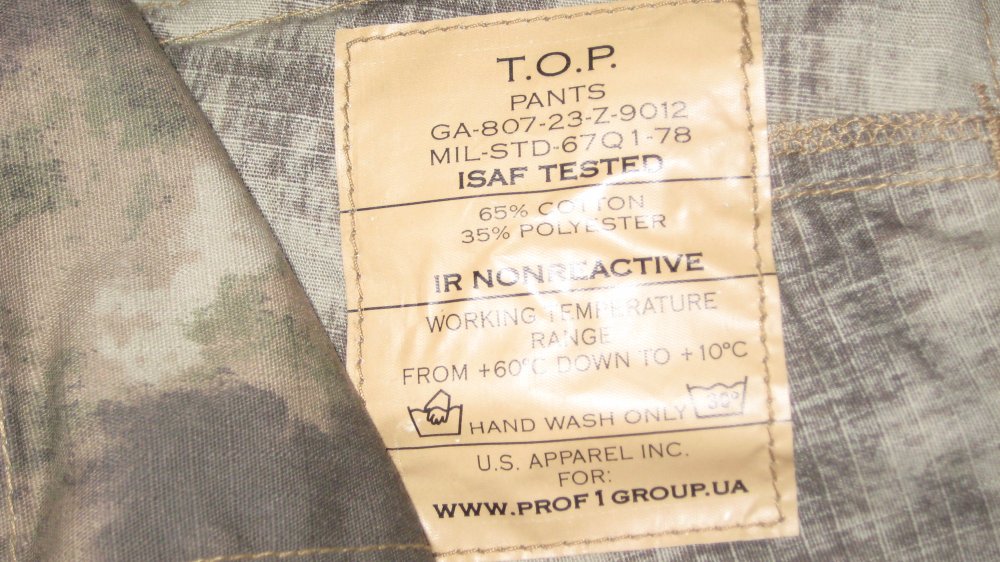 T.O.P.
PANTS
GA-807-23-Z-9012
MIL-STD-67Q1-78
ISAF TESTED
65% COTTON
35% POLYESTER
IR NONREACTIVE
WORKING TEMPERATURE
RANGE
FROM +60°C DOWN TO +10°C
HAND WASH ONLY 30°
U.S. APPAREL INC.
FOR:
WWW.PROF1GROUP.UA